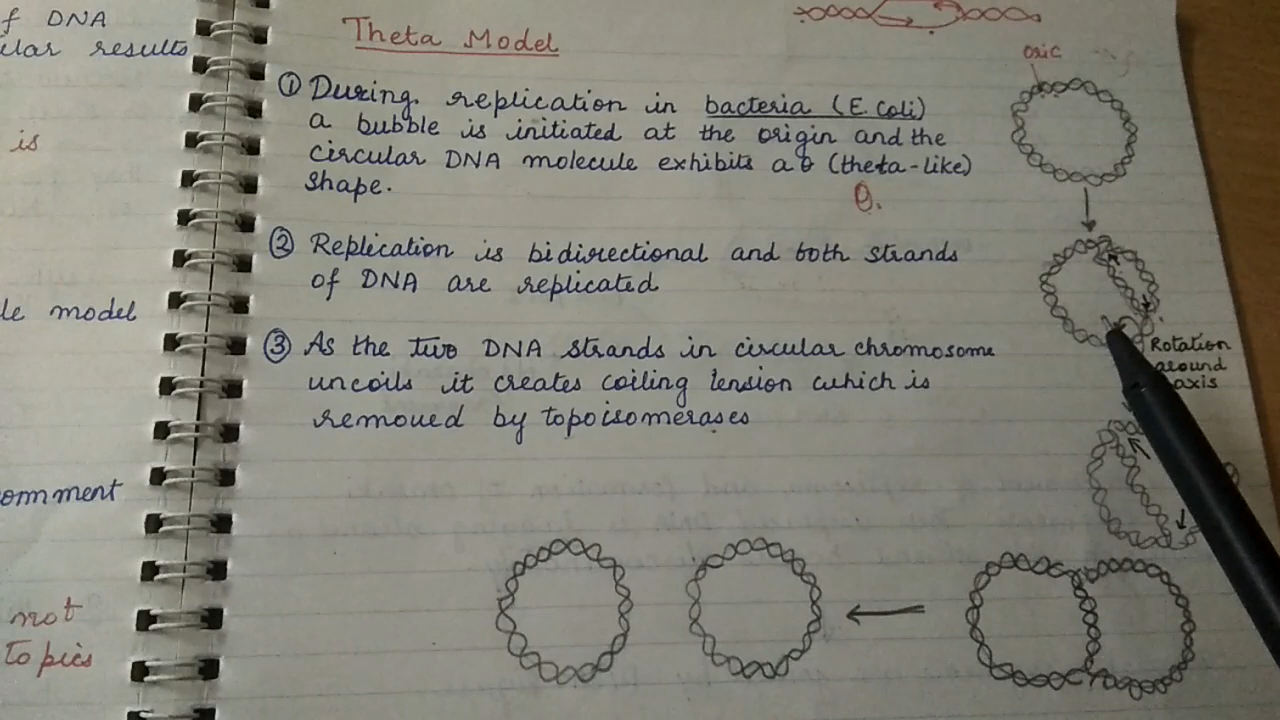 f DNA
ular results
is
le model
omment
not
topics
Theta Model
① During replication in bacteria (E. Coli)
a bubble is initiated at the origin and the
circular DNA molecule exhibits a θ (theta-like)
shape.
θ.
② Replication is bidirectional and both strands
of DNA are replicated
③ As the two DNA strands in circular chromosome
uncoils it creates coiling tension which is
removed by topoisomerases
oric
Rotation
around
axis